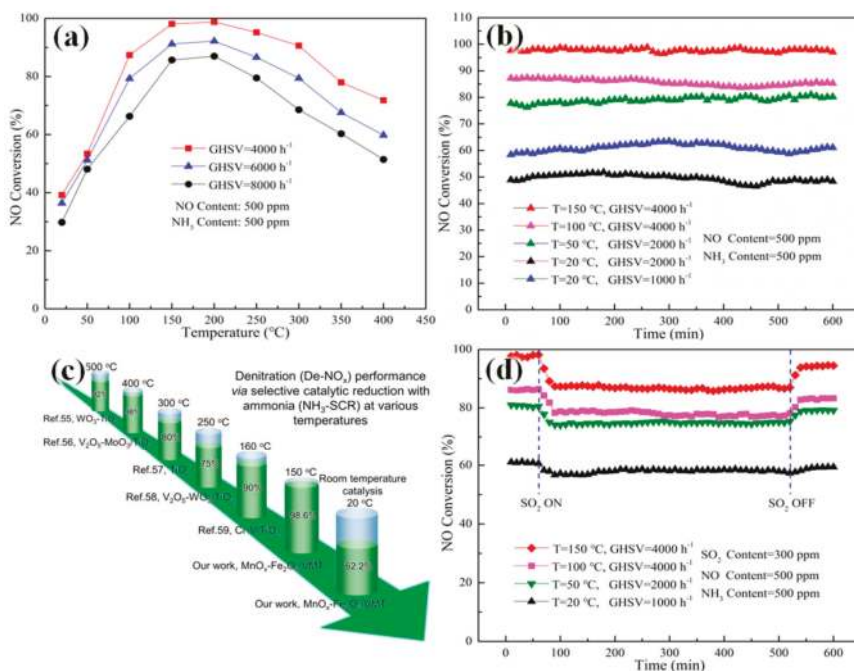 (a)
NO Conversion (%)
100
80
60
40
20
0
GHSV=4000 h⁻¹
GHSV=6000 h⁻¹
GHSV=8000 h⁻¹
NO Content: 500 ppm
NH₃ Content: 500 ppm
0 50 100 150 200 250 300 350 400 450
Temperature (°C)
(b)
NO Conversion (%)
110
100
90
80
70
60
50
40
30
20
10
0
T=150 °C, GHSV=4000 h⁻¹
T=100 °C, GHSV=4000 h⁻¹
T=50 °C, GHSV=2000 h⁻¹
T=20 °C, GHSV=2000 h⁻¹
T=20 °C, GHSV=1000 h⁻¹
NO Content=500 ppm
NH₃ Content=500 ppm
0 100 200 300 400 500 600
Time (min)
(c)
Denitration (De-NOₓ) performance
via selective catalytic reduction with
ammonia (NH₃-SCR) at various
temperatures
500 °C
400 °C
300 °C
250 °C
160 °C
150 °C
Room temperature
catalysis
20 °C
80%
75%
90%
98.6%
62.2%
Ref.55,
Ref.56,
Ref.57,
Ref.58,
Ref.59,
Our work,
Our work,
(d)
NO Conversion (%)
100
80
60
40
20
0
SO₂ ON
SO₂ OFF
T=150 °C, GHSV=4000 h⁻¹
T=100 °C, GHSV=4000 h⁻¹
T=50 °C, GHSV=2000 h⁻¹
T=20 °C, GHSV=1000 h⁻¹
SO₂ Content=300 ppm
NO Content=500 ppm
NH₃ Content=500 ppm
0 100 200 300 400 500 600
Time (min)